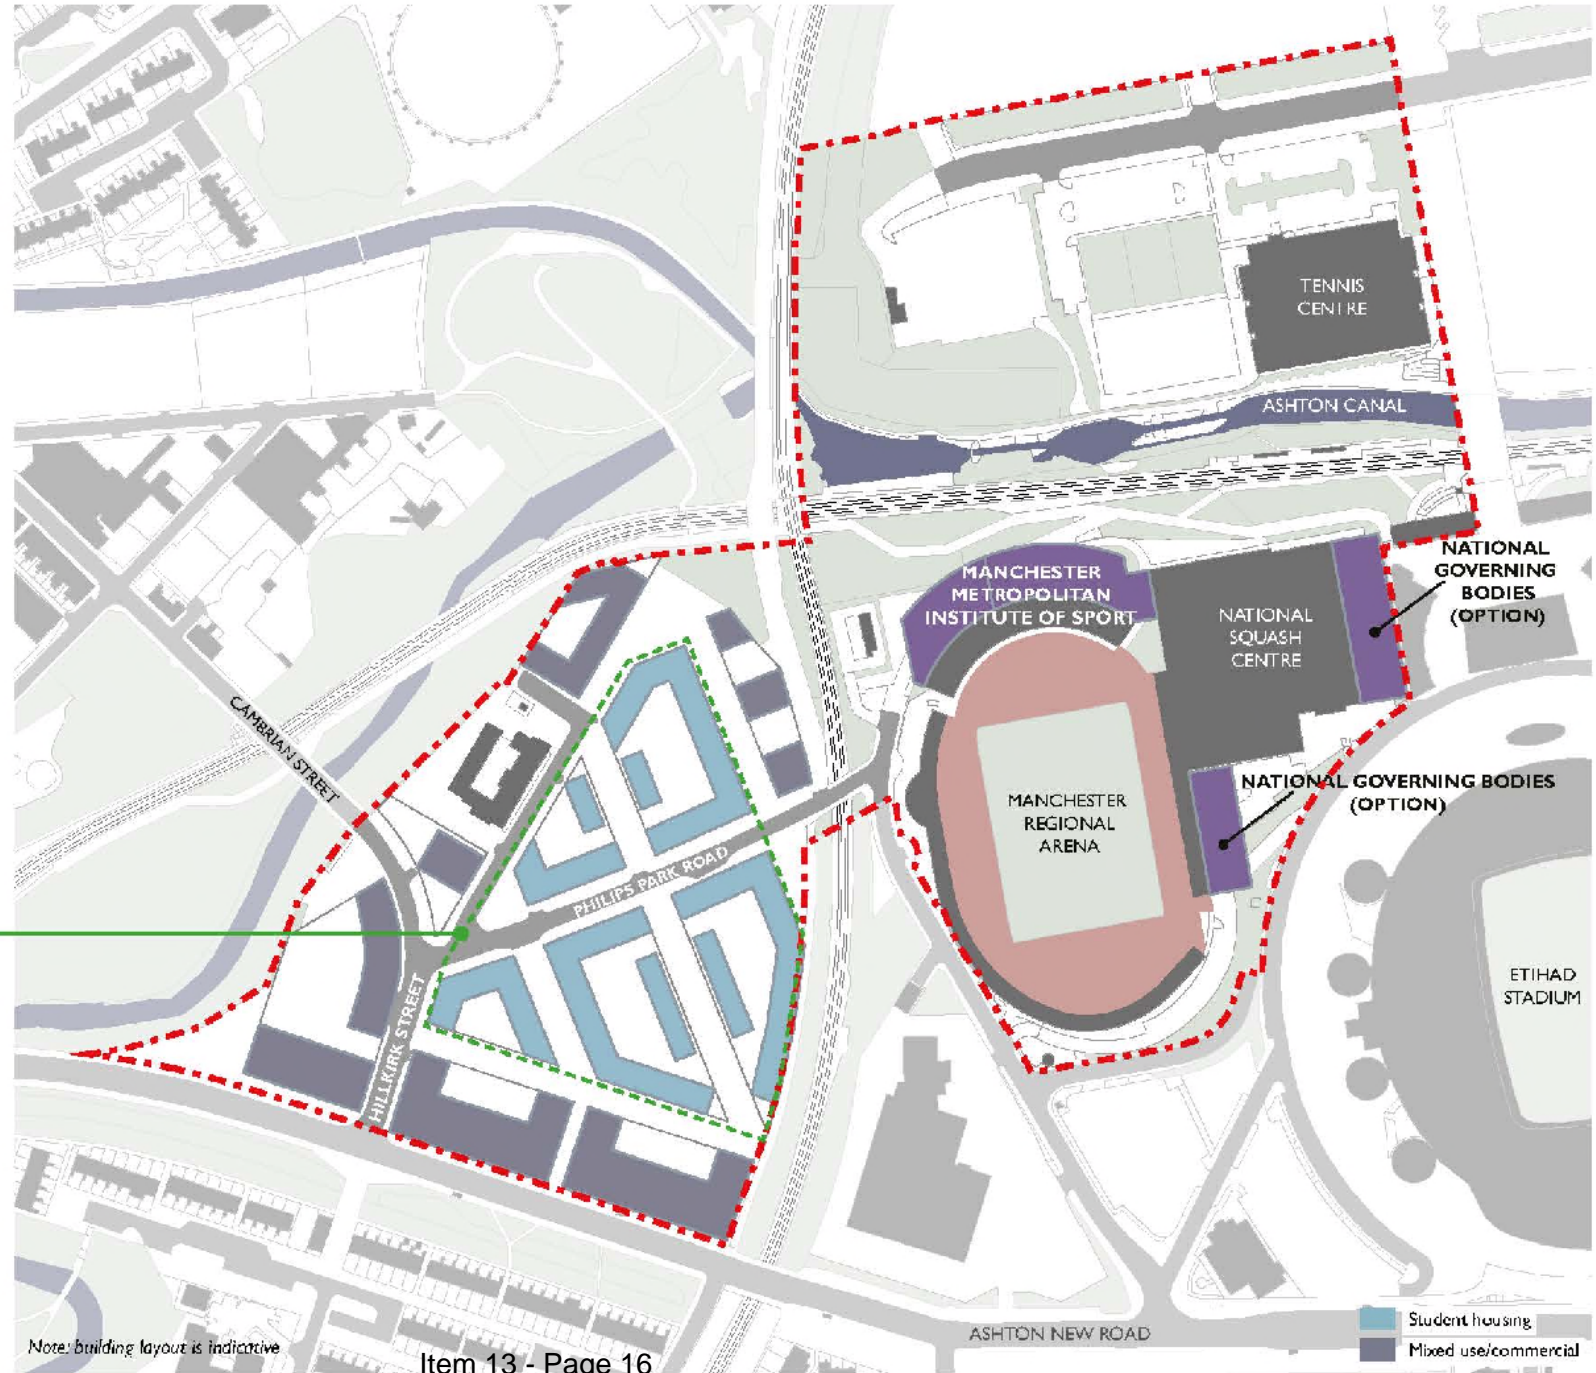 TENNIS
CENTRE
ASHTON CANAL
NATIONAL
GOVERNING
BODIES
(OPTION)
MANCHESTER
METROPOLITAN
INSTITUTE OF SPORT
NATIONAL
SQUASH
CENTRE
CAMBRIAN STREET
NATIONAL GOVERNING BODIES
(OPTION)
MANCHESTER
REGIONAL
ARENA
PHILIPS PARK ROAD
ETIHAD
STADIUM
HILLKIRK STREET
ASHTON NEW ROAD
Student housing
Mixed use/commercial
Note: building layout is indicative
Item 13 - Page 16